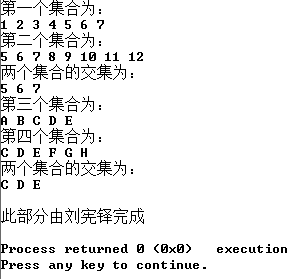 第一个集合为：
1 2 3 4 5 6 7
第二个集合为：
5 6 7 8 9 10 11 12
两个集合的交集为：
5 6 7
第三个集合为：
A B C D E
第四个集合为：
C D E F G H
两个集合的交集为：
C D E
此部分由刘宪铎完成
Process returned 0 (0x0)   execution
Press any key to continue.